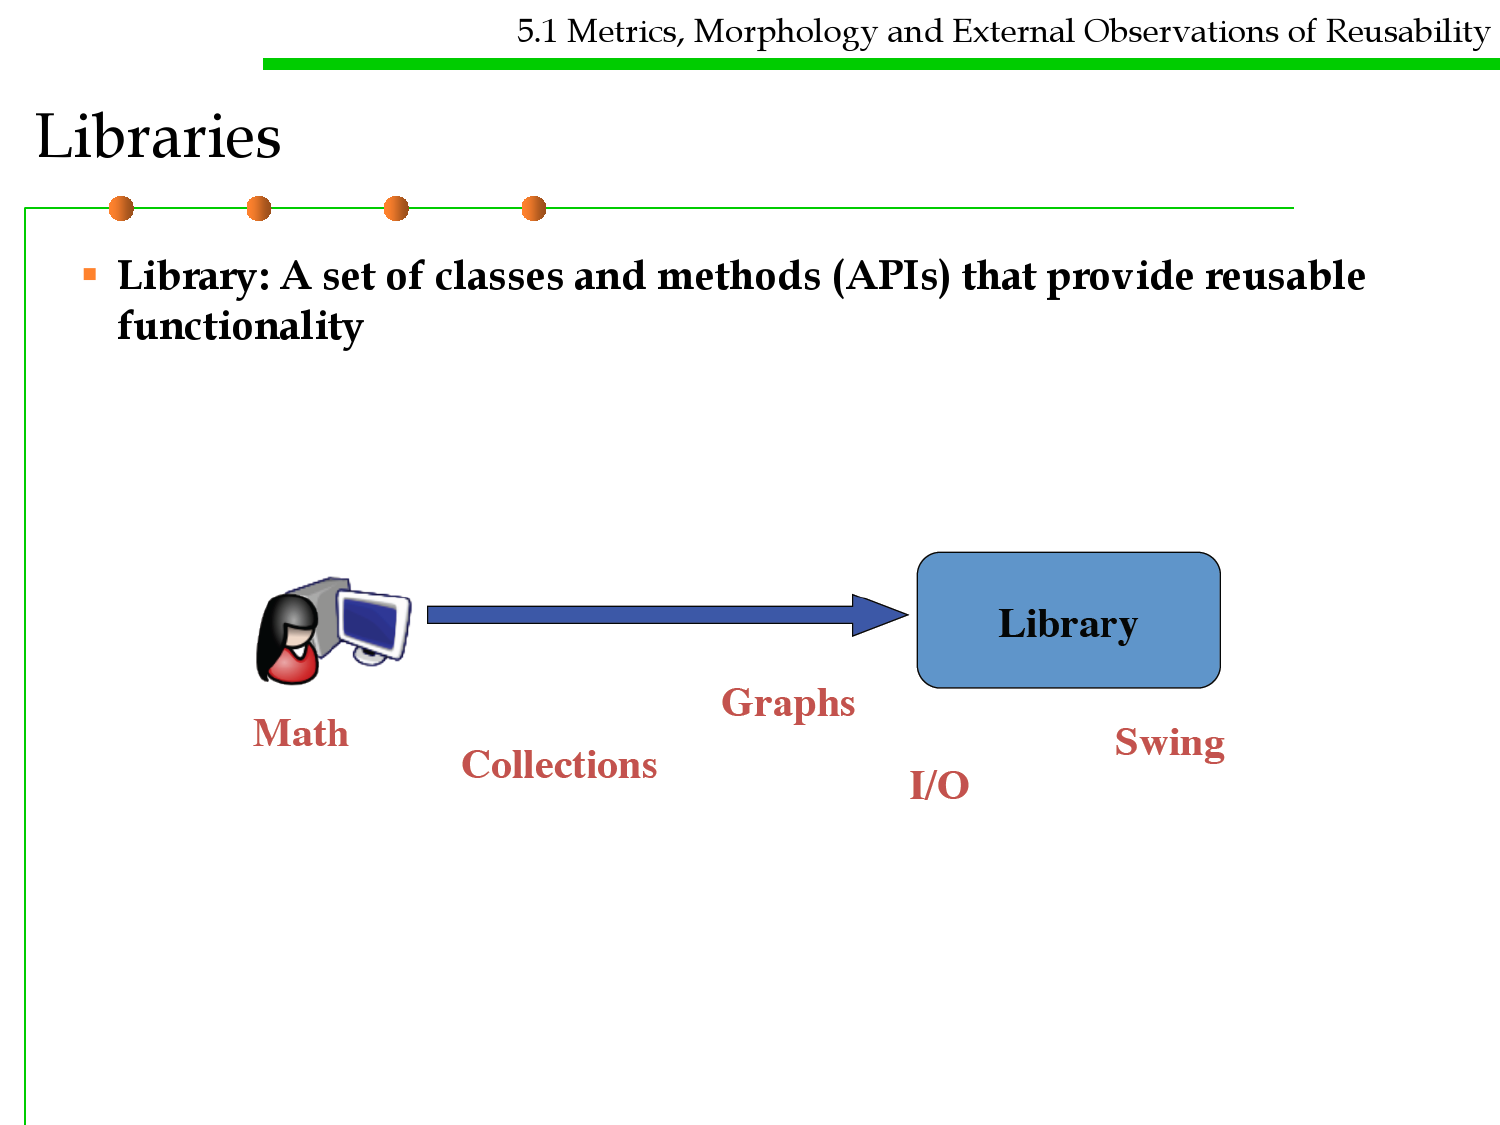 5.1 Metrics, Morphology and External Observations of Reusability
Libraries
Library: A set of classes and methods (APIs) that provide reusable
functionality
Library
Graphs
Math
Swing
Collections
I/O